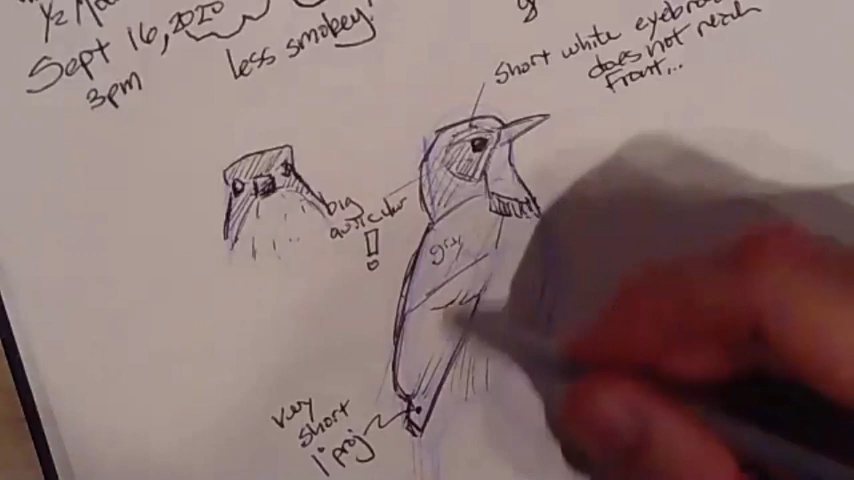 Sept 16, 2020
3pm
less smokey,
Short white eyebrow
does not reach
front...
big
auricular
!
gray
very
short
1° proj